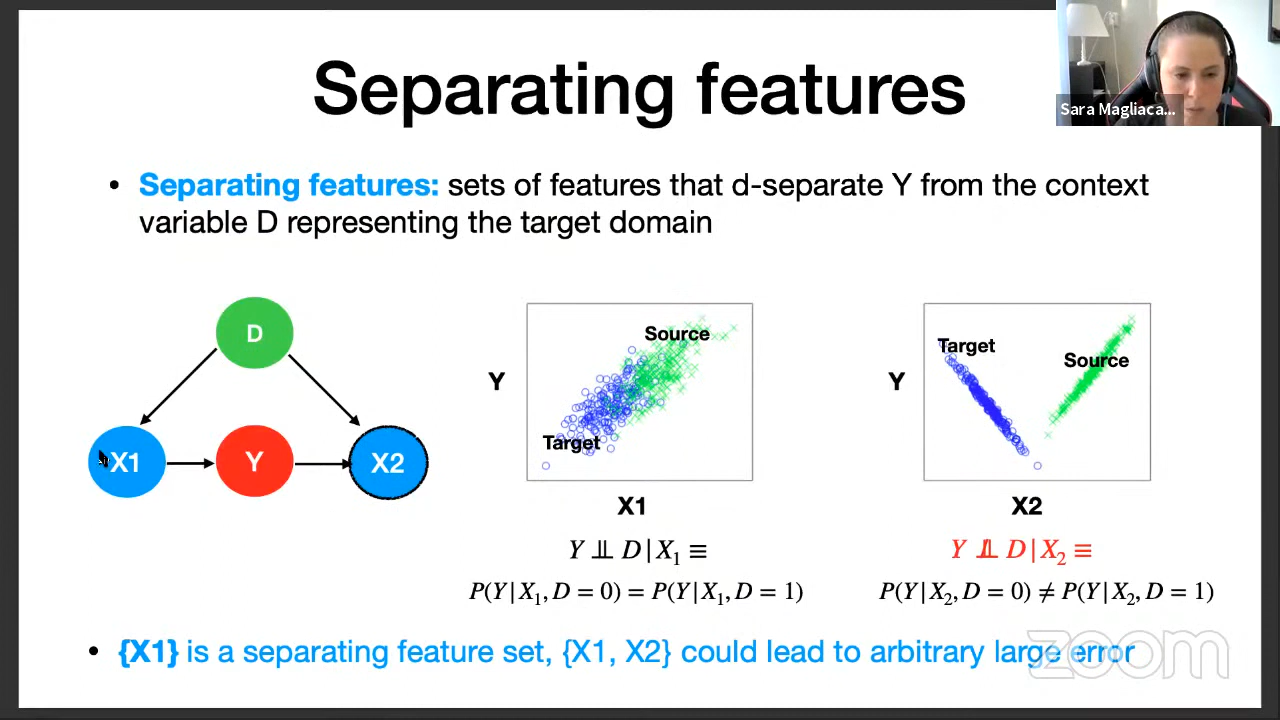 Separating features
Sara Magliaca...
• Separating features: sets of features that d-separate Y from the context
variable D representing the target domain
D
X1
Y
X2
Y
Source
Target
X1
Y ⫫ D | X₁ ≡
P(Y|X₁, D = 0) = P(Y|X₁, D = 1)
Y
Target
Source
X2
Y ⫫̸ D | X₂ ≡
P(Y|X₂, D = 0) ≠ P(Y|X₂, D = 1)
• {X1} is a separating feature set, {X1, X2} could lead to arbitrary large error
zoom